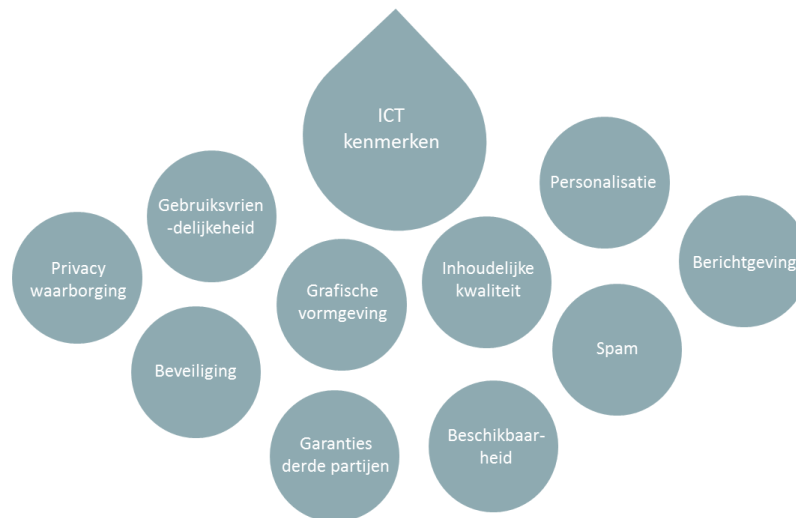 ICT
kenmerken
Personalisatie
Gebruiksvrien
-delijkeheid
Berichtgeving
Privacy
waarborging
Inhoudelijke
kwaliteit
Grafische
vormgeving
Spam
Beveiliging
Beschikbaar-
heid
Garanties
derde partijen